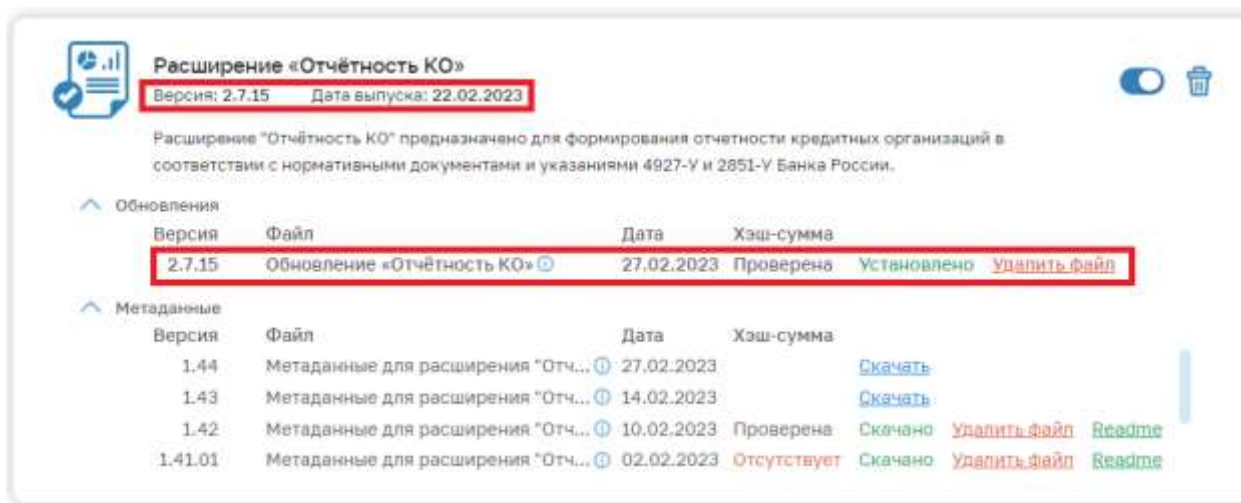 Расширение «Отчётность КО»
Версия: 2.7.15 Дата выпуска: 22.02.2023
Расширение "Отчётность КО" предназначено для формирования отчетности кредитных организаций в
соответствии с нормативными документами и указаниями 4927-У и 2851-У Банка России.
Обновления
Версия Файл Дата Хэш-сумма
2.7.15 Обновление «Отчётность КО» 27.02.2023 Проверена Установлено Удалить файл
Метаданные
Версия Файл Дата Хэш-сумма
1.44 Метаданные для расширения "Отч... 27.02.2023 Скачать
1.43 Метаданные для расширения "Отч... 14.02.2023 Скачать
1.42 Метаданные для расширения "Отч... 10.02.2023 Проверена Скачано Удалить файл Readme
1.41.01 Метаданные для расширения "Отч... 02.02.2023 Отсутствует Скачано Удалить файл Readme